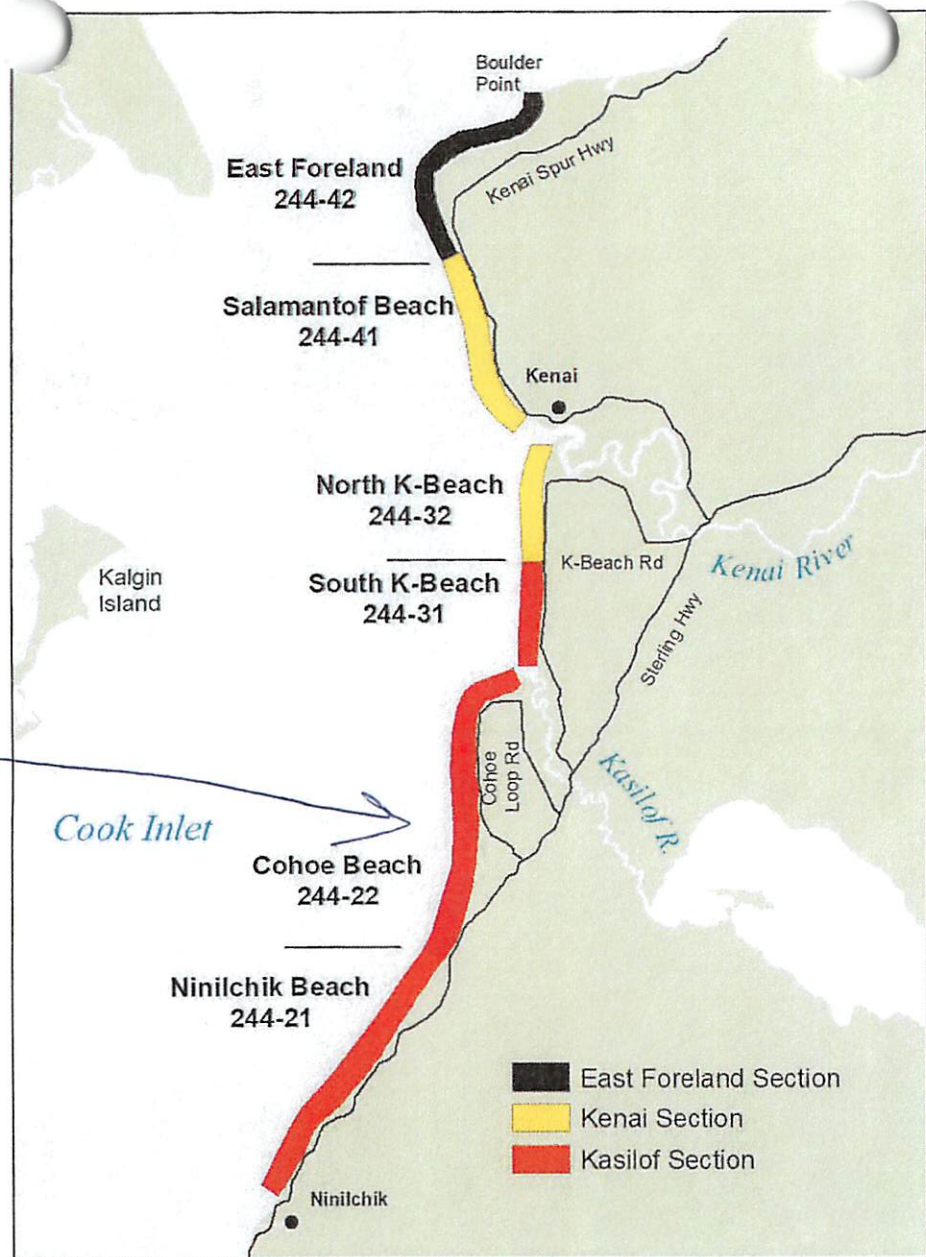 Boulder
Point
East Foreland
244-42
Kenai Spur Hwy
Salamantof Beach
244-41
Kenai
North K-Beach
244-32
K-Beach Rd
Kenai River
South K-Beach
244-31
Kalgin
Island
Sterling Hwy
Cohoe
Loop Rd
Kasilof R.
Cook Inlet
Cohoe Beach
244-22
Ninilchik Beach
244-21
East Foreland Section
Kenai Section
Kasilof Section
Ninilchik